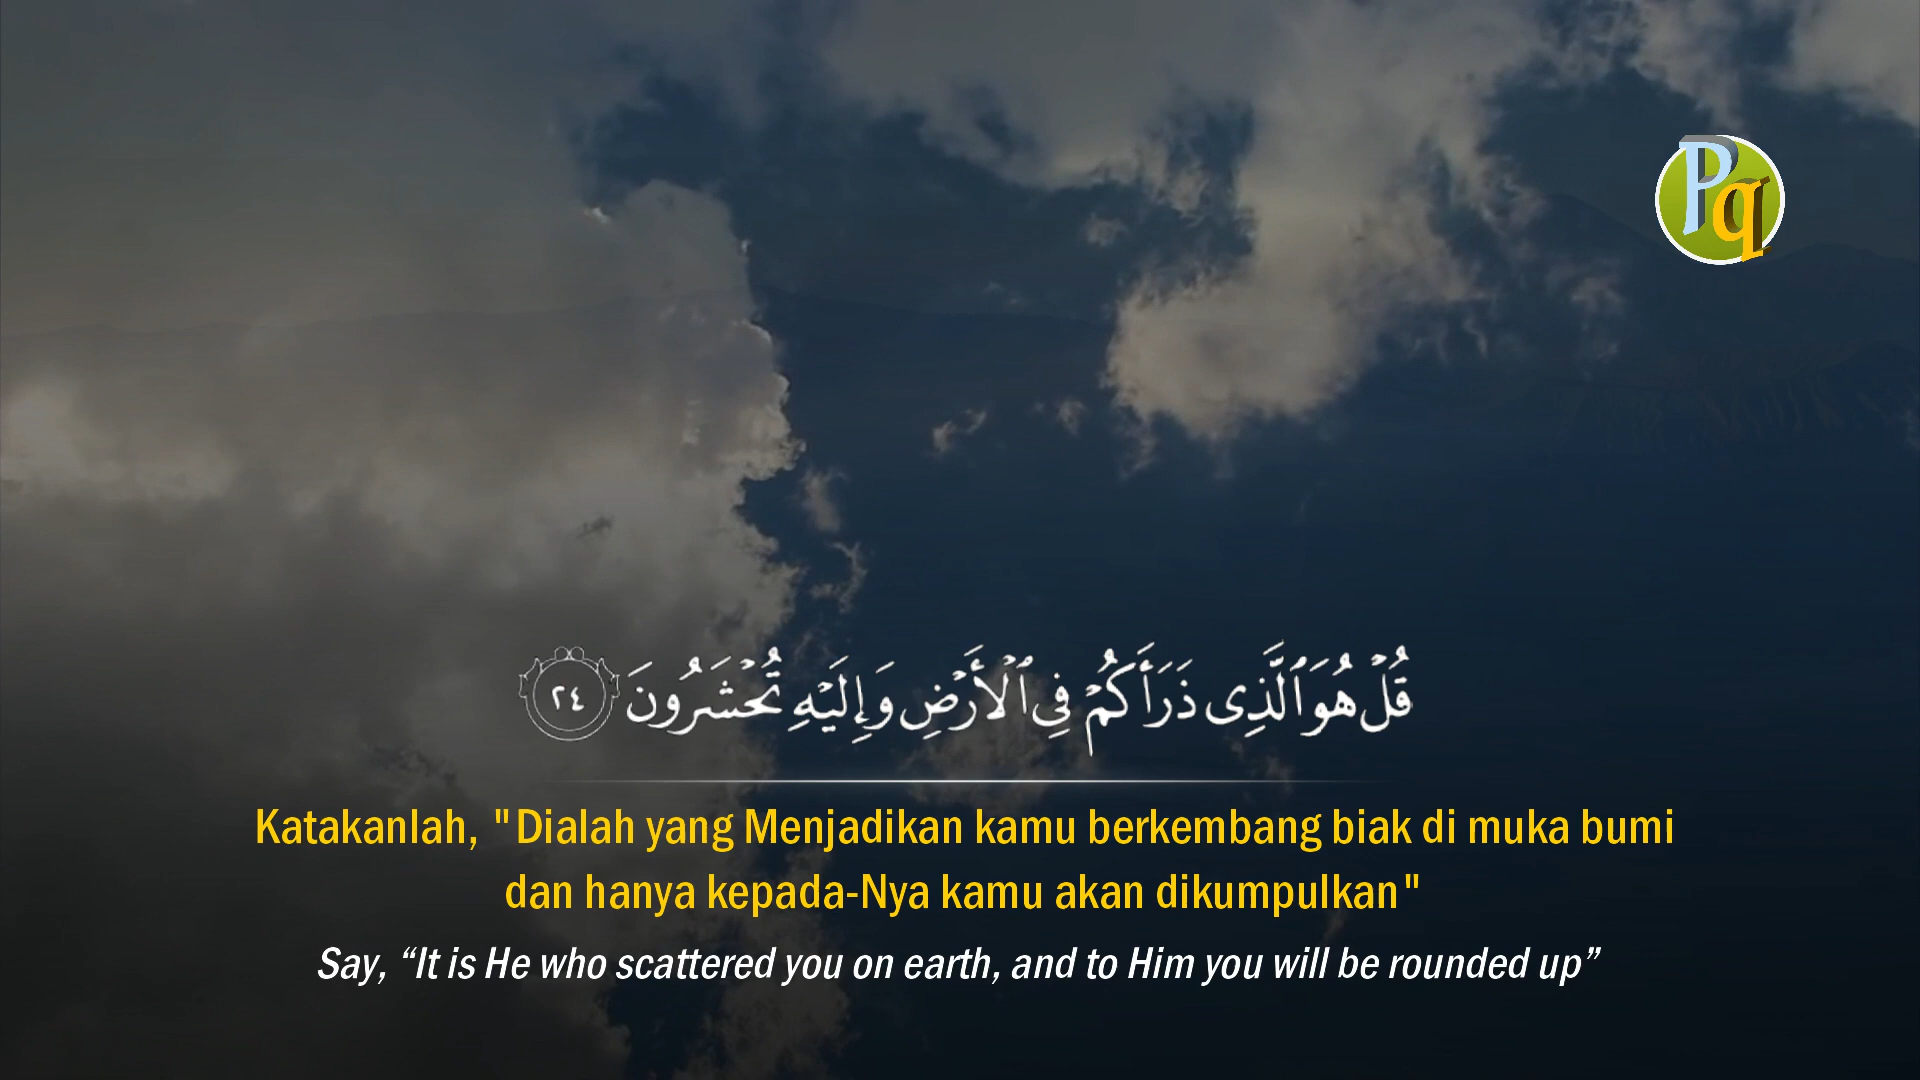 Pq
قُلْ هُوَ ٱلَّذِى ذَرَأَكُمْ فِى ٱلْأَرْضِ وَإِلَيْهِ تُحْشَرُونَ ٢٤
Katakanlah, "Dialah yang Menjadikan kamu berkembang biak di muka bumi
dan hanya kepada-Nya kamu akan dikumpulkan"
Say, “It is He who scattered you on earth, and to Him you will be rounded up”